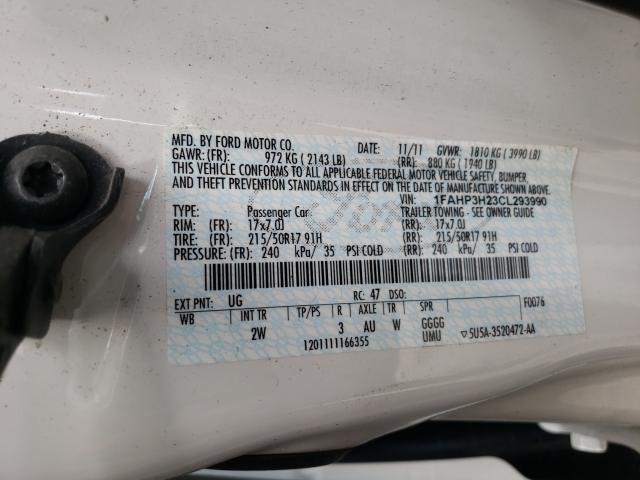 MFD. BY FORD MOTOR CO.
DATE: 11/11 GVWR: 1810 KG ( 3990 LB)
GAWR: (FR): 972 KG ( 2143 LB) (RR): 880 KG ( 1940 LB)
THIS VEHICLE CONFORMS TO ALL APPLICABLE FEDERAL MOTOR VEHICLE SAFETY, BUMPER,
AND THEFT PREVENTION STANDARDS IN EFFECT ON THE DATE OF MANUFACTURE SHOWN ABOVE.
VIN: 1FAHP3H23CL293990
TYPE: Passenger Car TRAILER TOWING - SEE OWNER GUIDE
RIM: (FR): 17x7.0J (RR): 17x7.0J
TIRE: (FR): 215/50R17 91H (RR): 215/50R17 91H
PRESSURE: (FR): 240 kPa/ 35 PSI COLD (RR): 240 kPa/ 35 PSI COLD
EXT PNT: UG RC: 47 DSO: F0076
WB INT TR TP/PS R AXLE TR SPR
2W 3 AU W GGGG
UMU ▽5U5A-3520472-AA
1201111166355